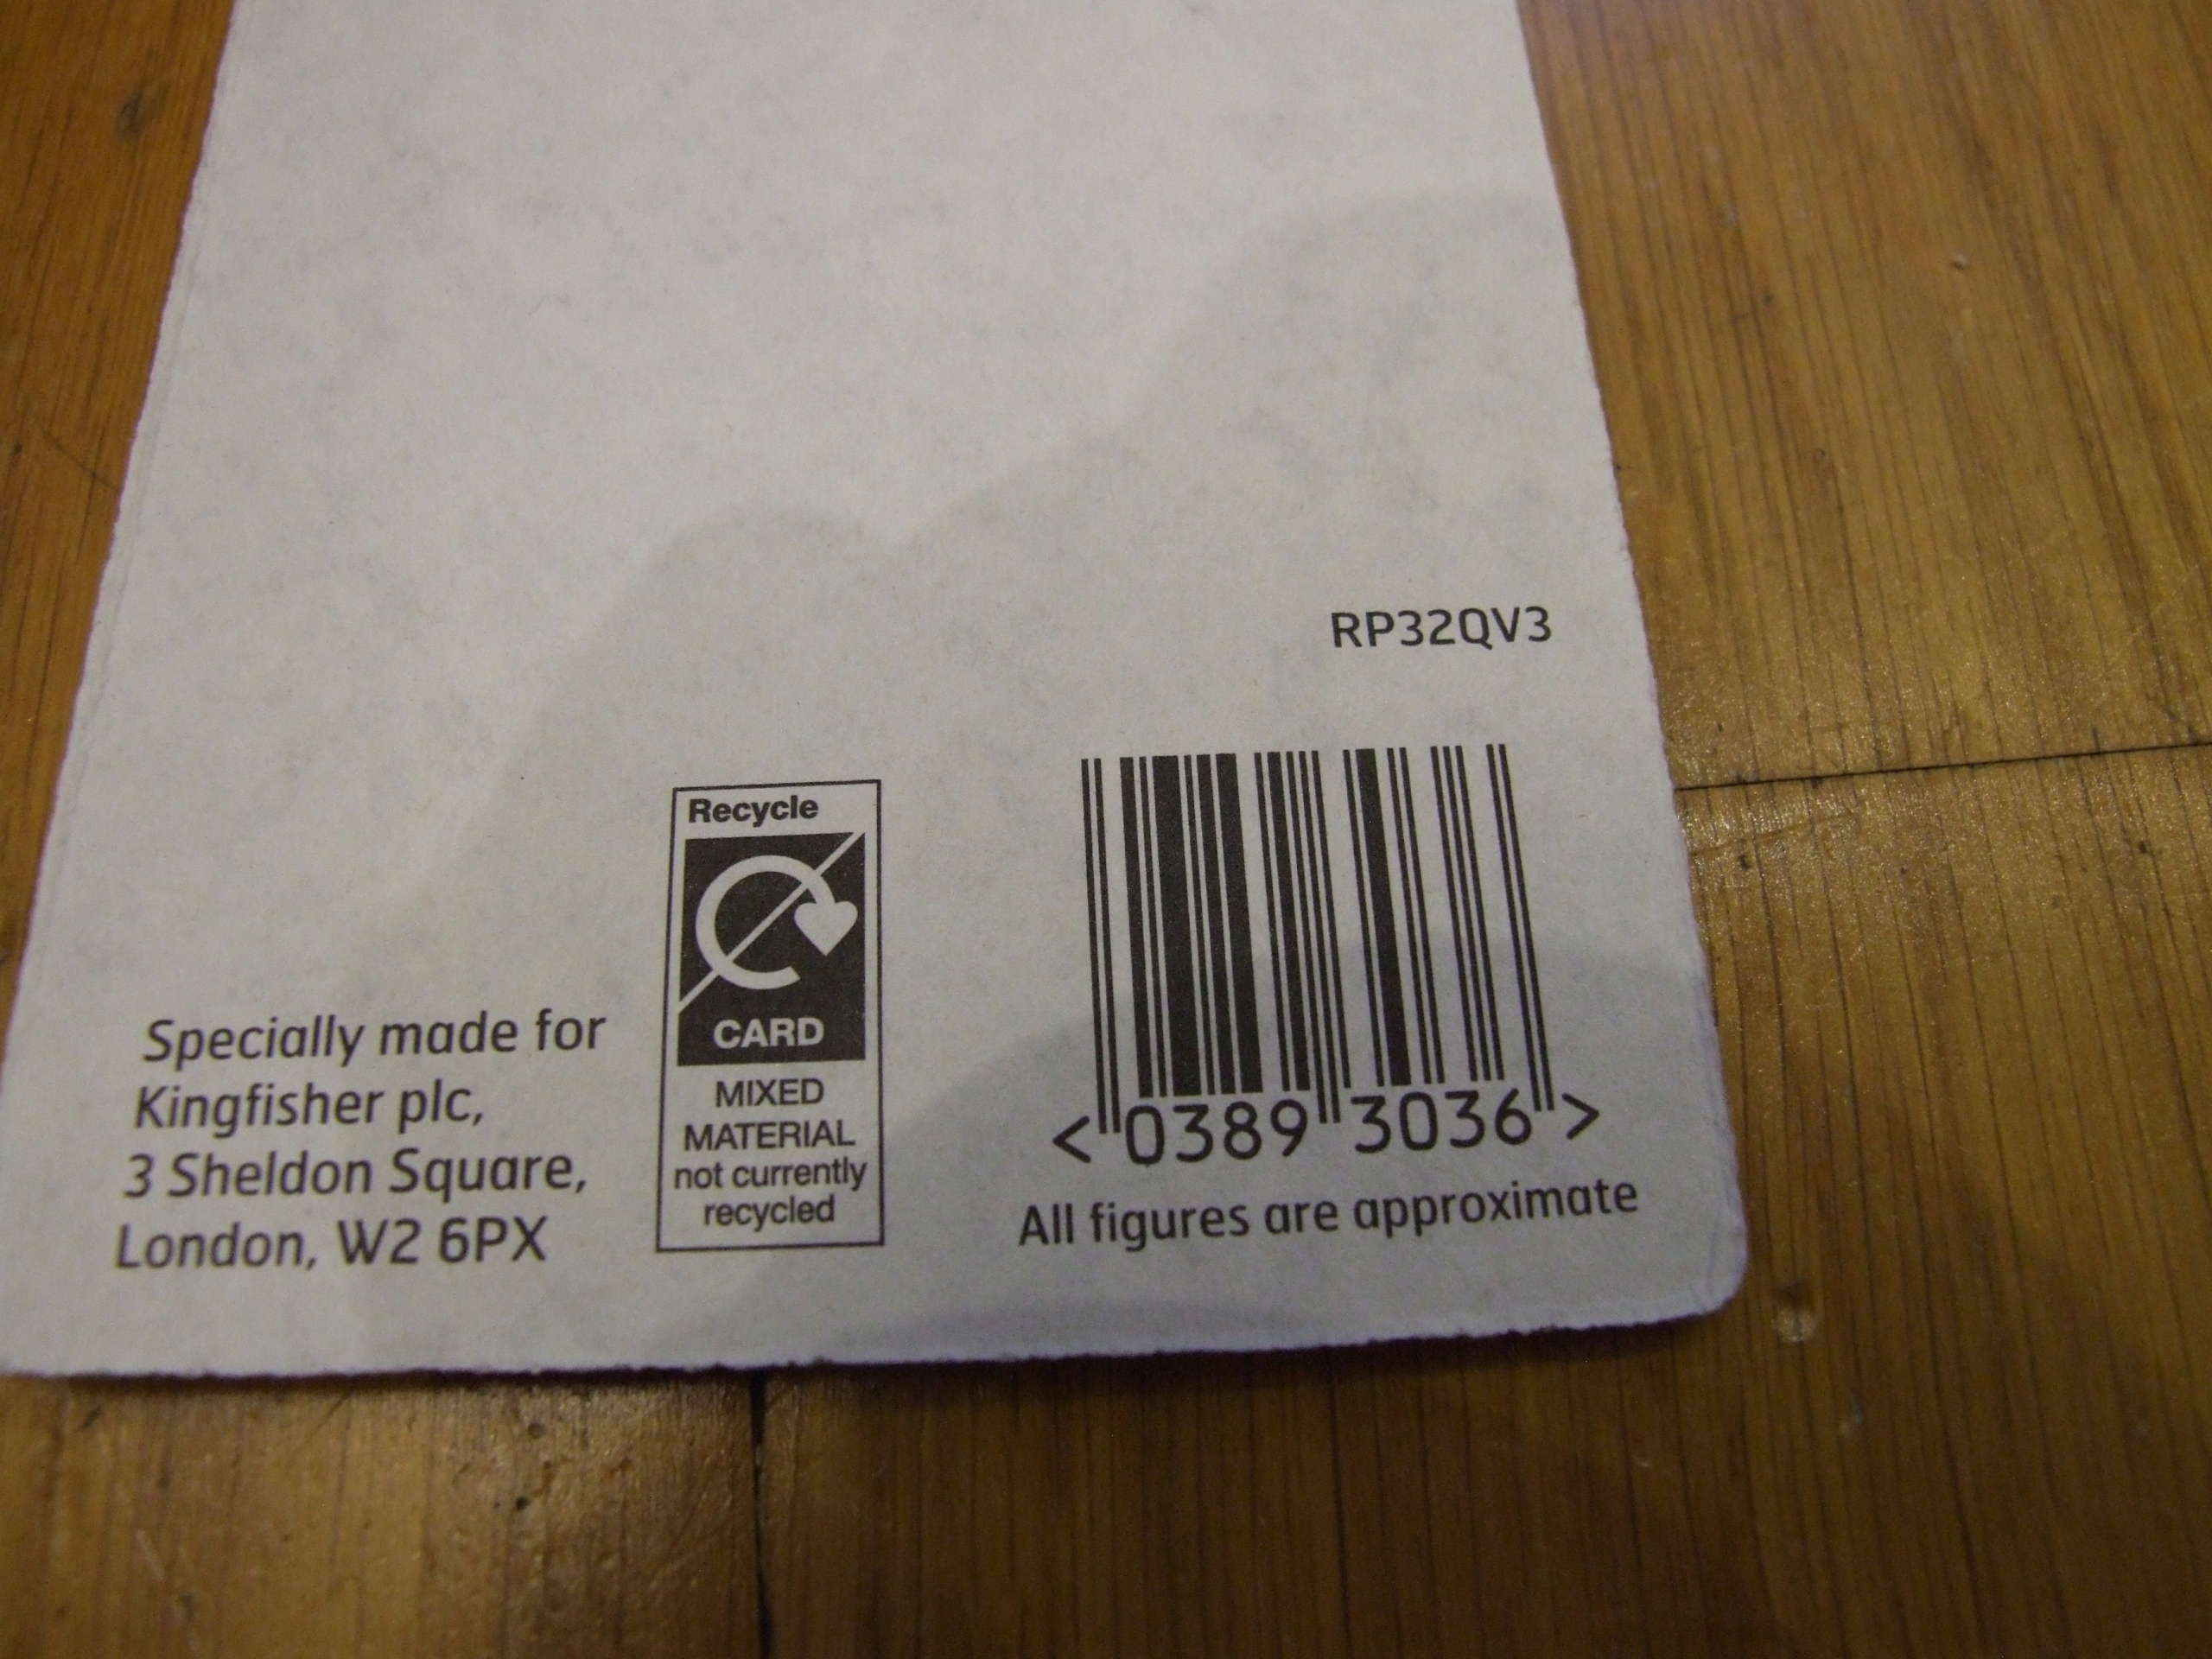 RP32QV3
Recycle
CARD
MIXED
MATERIAL
not currently
recycled
Specially made for
Kingfisher plc,
3 Sheldon Square,
London, W2 6PX
<0389 3036>
All figures are approximate